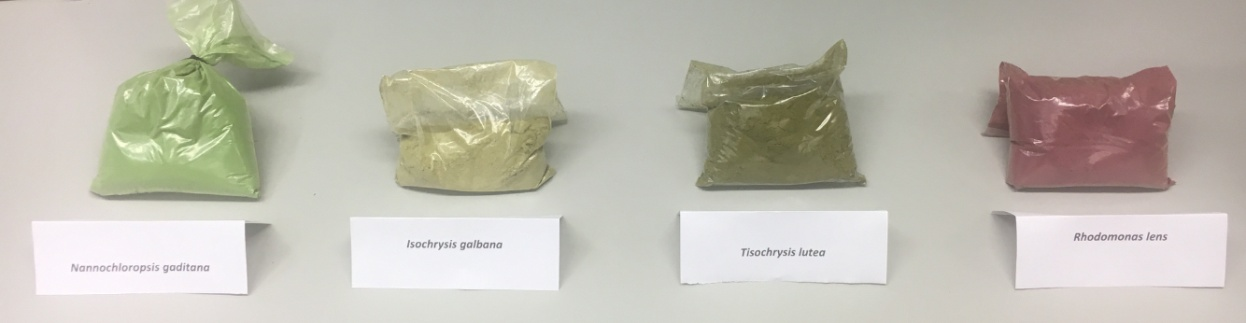 Nannochloropsis gaditana
Isochrysis galbana
Tisochrysis lutea
Rhodomonas lens